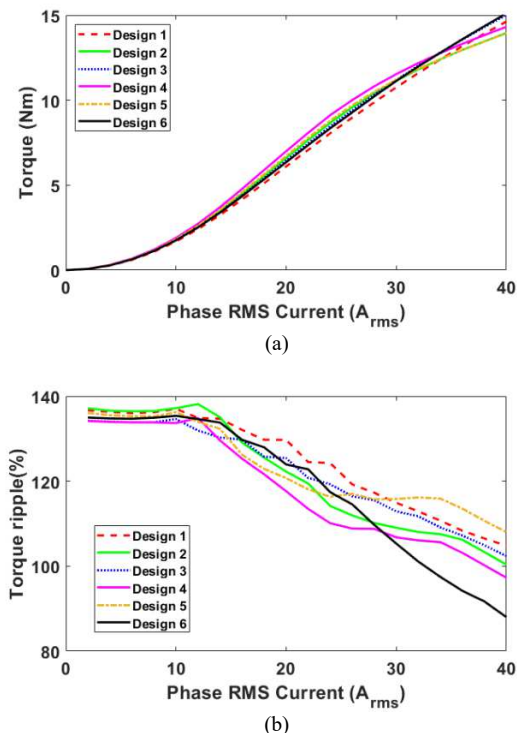 15
10
5
0
Torque (Nm)
Design 1
Design 2
Design 3
Design 4
Design 5
Design 6
0 10 20 30 40
Phase RMS Current (Arms)
(a)
140
120
100
80
Torque ripple(%)
Design 1
Design 2
Design 3
Design 4
Design 5
Design 6
0 10 20 30 40
Phase RMS Current (Arms)
(b)